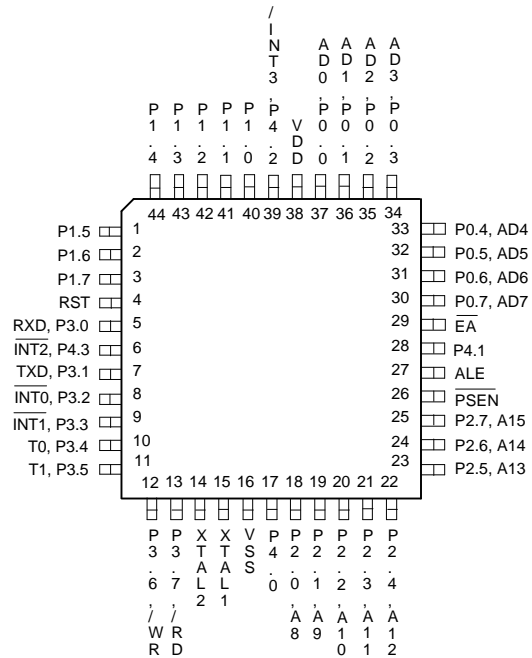 P1.4
P1.3
P1.2
P1.1
P1.0
/INT3,P4.2
VDD
AD0,P0.0
AD1,P0.1
AD2,P0.2
AD3,P0.3
44
43
42
41
40
39
38
37
36
35
34
P1.5
1
P1.6
2
P1.7
3
RST
4
RXD, P3.0
5
INT2, P4.3
6
TXD, P3.1
7
INT0, P3.2
8
INT1, P3.3
9
T0, P3.4
10
T1, P3.5
11
33
P0.4, AD4
32
P0.5, AD5
31
P0.6, AD6
30
P0.7, AD7
29
EA
28
P4.1
27
ALE
26
PSEN
25
P2.7, A15
24
P2.6, A14
23
P2.5, A13
12
13
14
15
16
17
18
19
20
21
22
P3.6,/WR
P3.7,/RD
XTAL2
XTAL1
VSS
P4.0
P2.0,A8
P2.1,A9
P2.2,A10
P2.3,A11
P2.4,A12